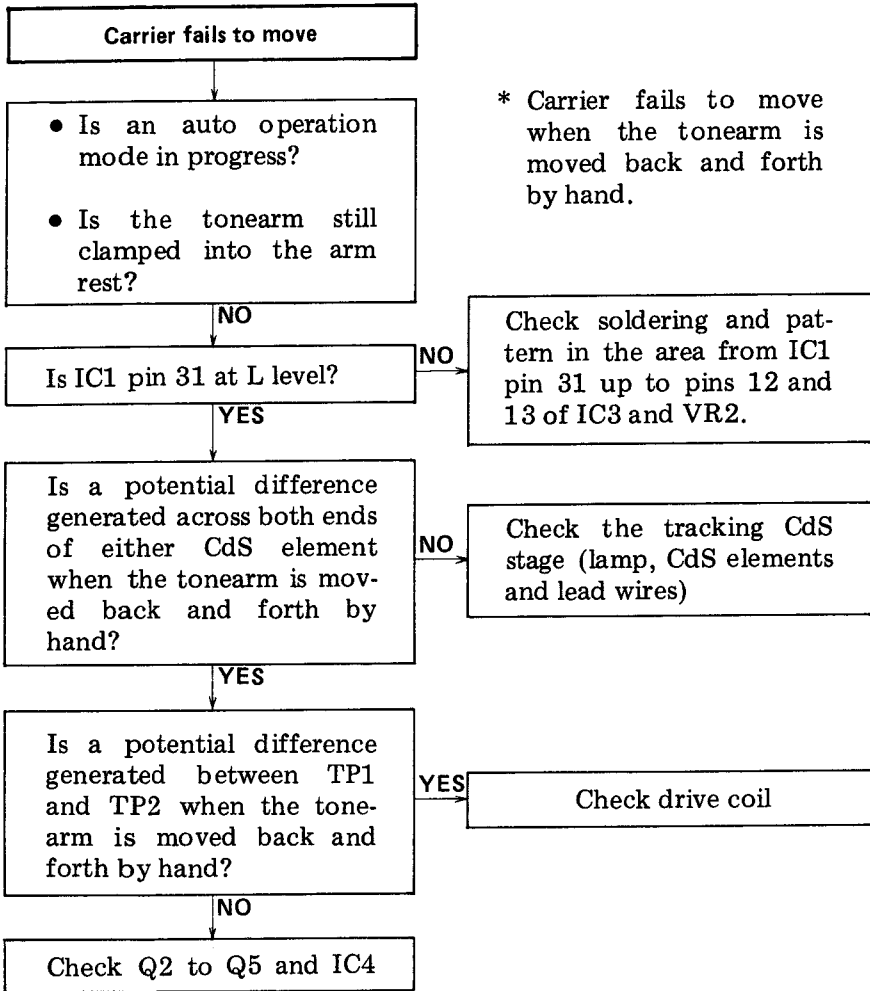 Carrier fails to move
• Is an auto operation
mode in progress?
• Is the tonearm still
clamped into the arm
rest?
* Carrier fails to move
when the tonearm is
moved back and forth
by hand.
NO
Is IC1 pin 31 at L level?
NO
Check soldering and pat-
tern in the area from IC1
pin 31 up to pins 12 and
13 of IC3 and VR2.
YES
Is a potential difference
generated across both ends
of either CdS element
when the tonearm is mov-
ed back and forth by
hand?
NO
Check the tracking CdS
stage (lamp, CdS elements
and lead wires)
YES
Is a potential difference
generated between TP1
and TP2 when the tone-
arm is moved back and
forth by hand?
YES
Check drive coil
NO
Check Q2 to Q5 and IC4